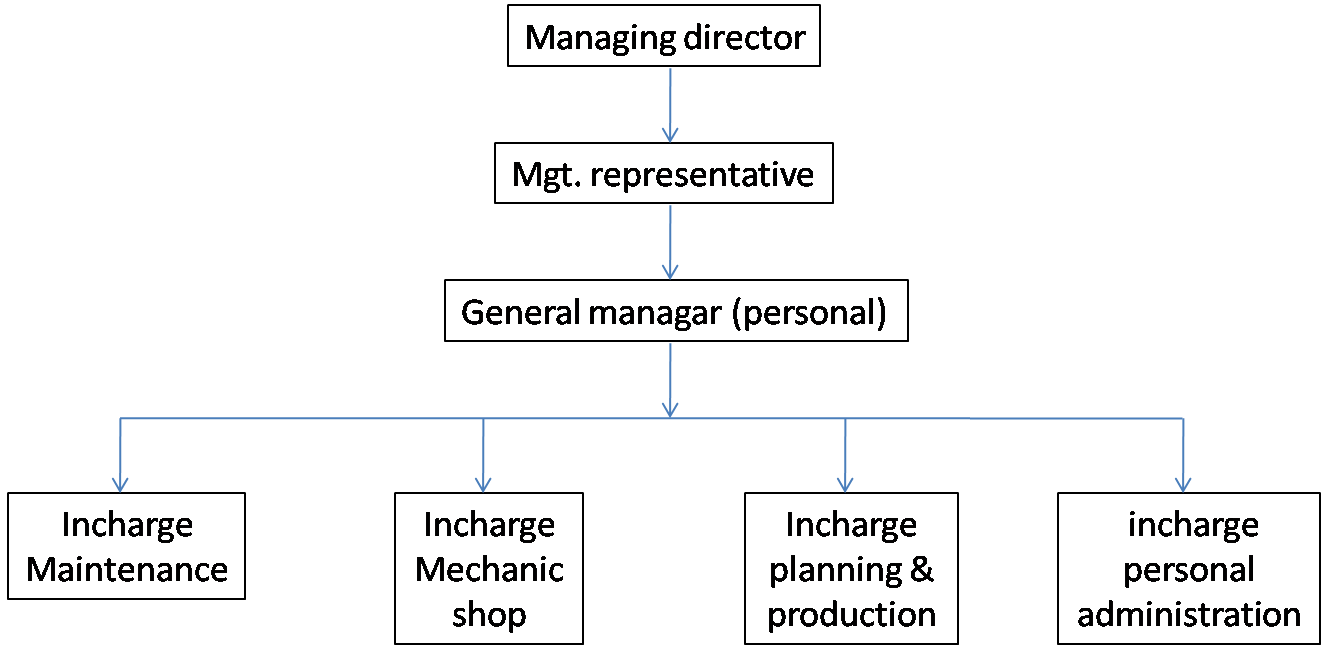 Managing director
Mgt. representative
General managar (personal)
Incharge
Maintenance
Incharge
Mechanic
shop
Incharge
planning &
production
incharge
personal
administration